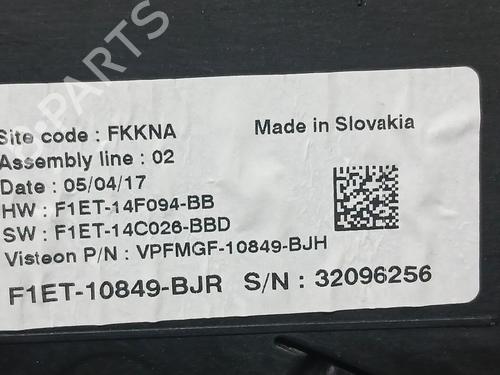 Site code : FKKNA
Made in Slovakia
Assembly line : 02
Date : 05/04/17
HW : F1ET-14F094-BB
SW : F1ET-14C026-BBD
Visteon P/N : VPFMGF-10849-BJH
F1ET-10849-BJR S/N : 32096256
PARTS